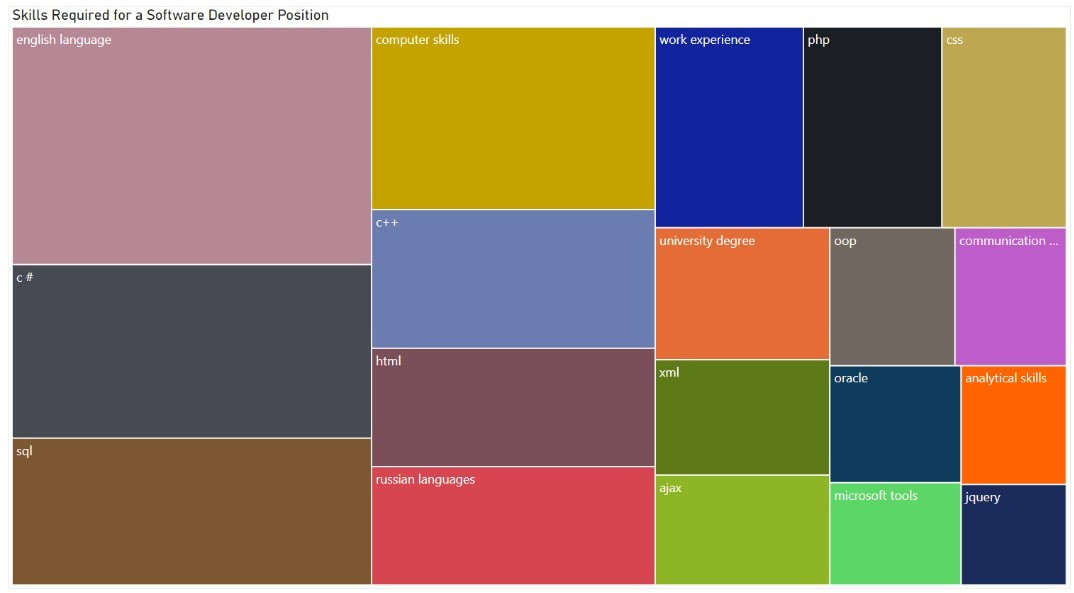 Skills Required for a Software Developer Position
english language
computer skills
work experience
php
css
c++
university degree
oop
communication ...
c #
html
xml
oracle
analytical skills
sql
russian languages
ajax
microsoft tools
jquery